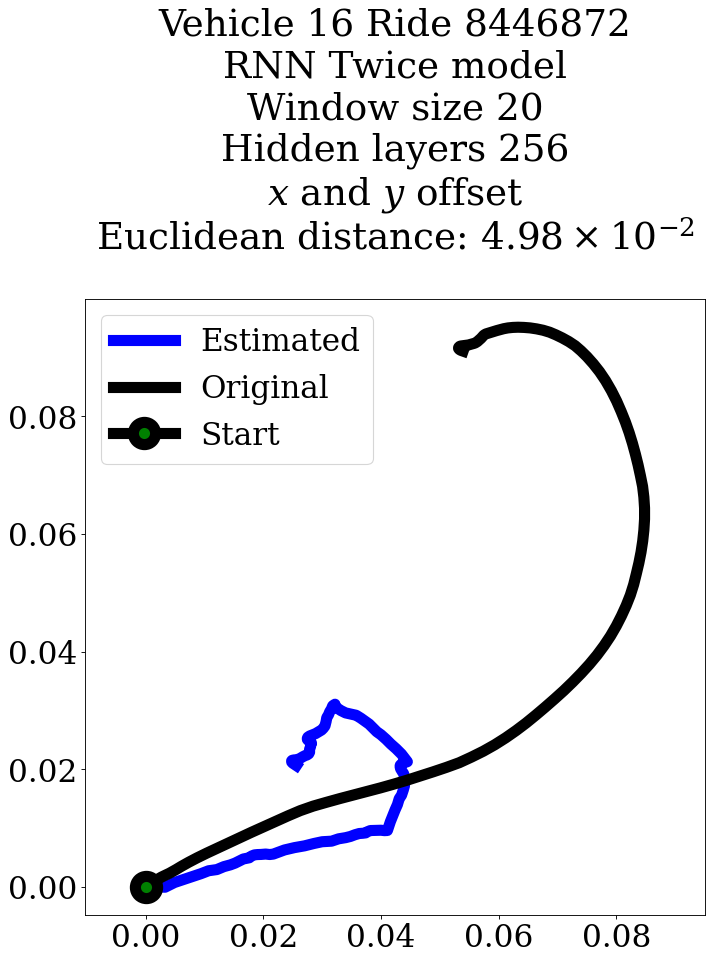 Vehicle 16 Ride 8446872
RNN Twice model
Window size 20
Hidden layers 256
x and y offset
Euclidean distance: 4.98 × 10⁻²
Estimated
Original
Start
0.08
0.06
0.04
0.02
0.00
0.00 0.02 0.04 0.06 0.08